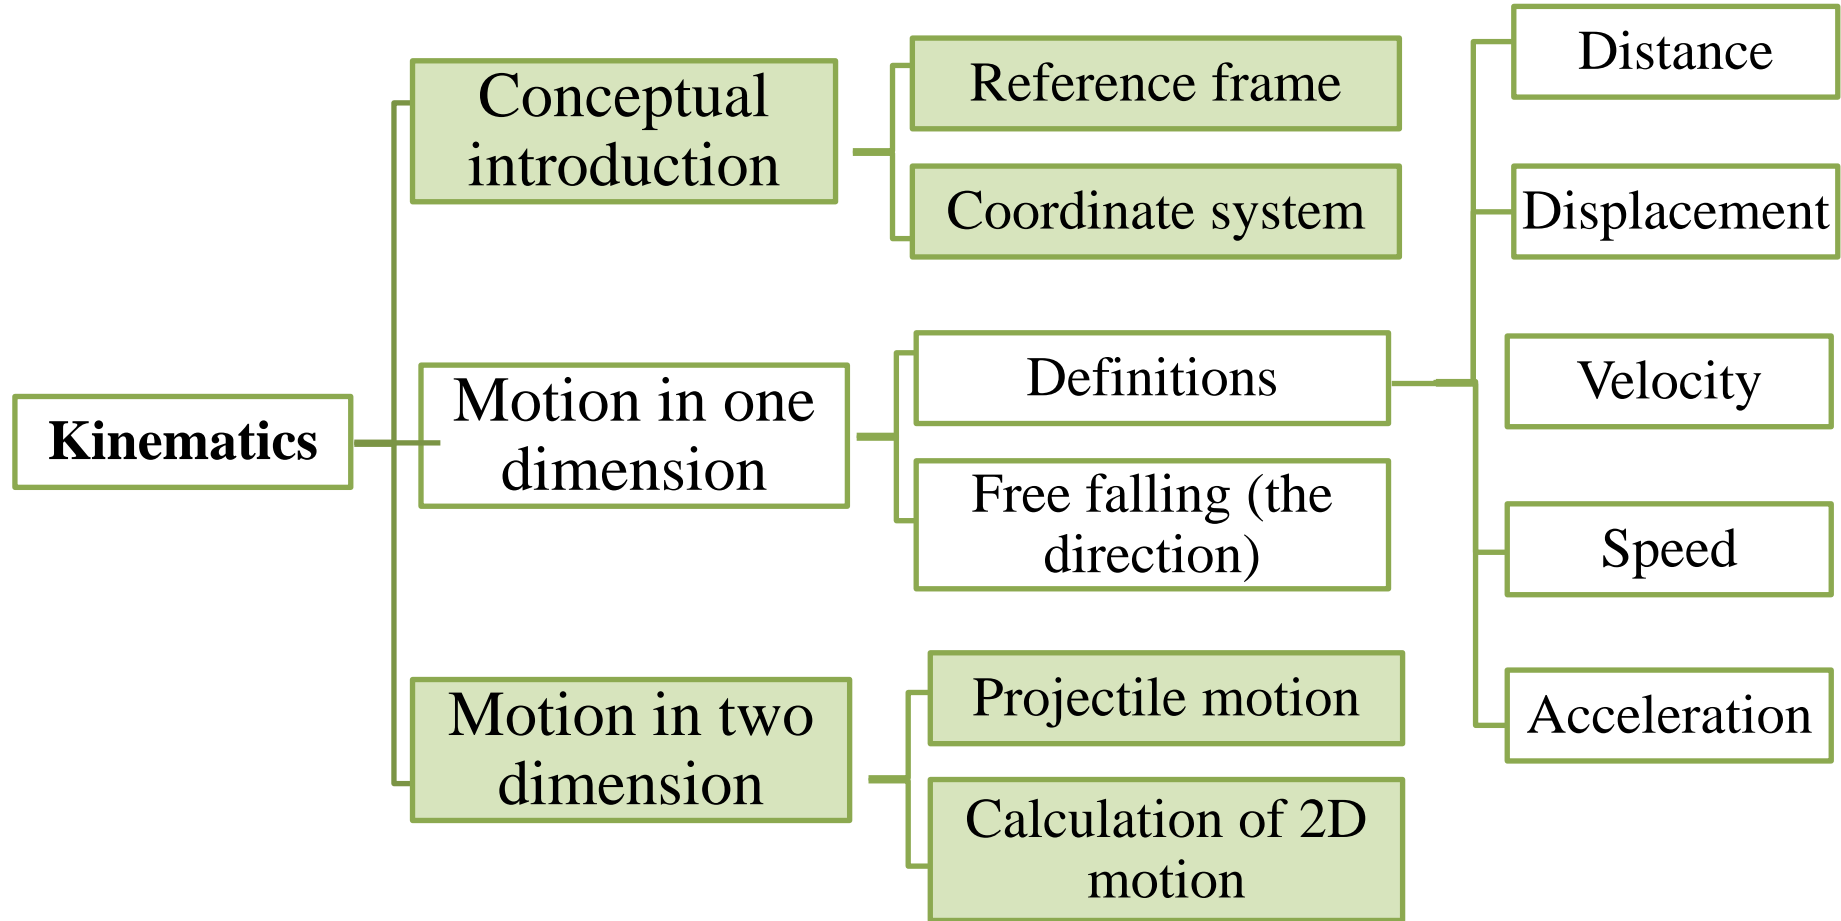 Kinematics
Conceptual
introduction
Reference frame
Coordinate system
Motion in one
dimension
Definitions
Distance
Displacement
Velocity
Speed
Acceleration
Free falling (the
direction)
Motion in two
dimension
Projectile motion
Calculation of 2D
motion